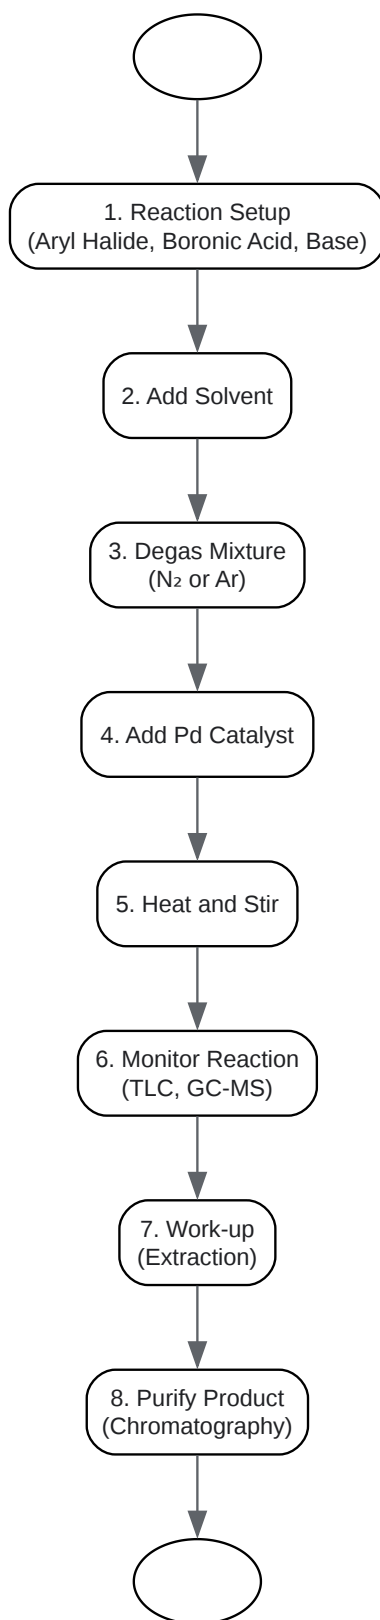 1. Reaction Setup
(Aryl Halide, Boronic Acid, Base)
2. Add Solvent
3. Degas Mixture
(N₂ or Ar)
4. Add Pd Catalyst
5. Heat and Stir
6. Monitor Reaction
(TLC, GC-MS)
7. Work-up
(Extraction)
8. Purify Product
(Chromatography)